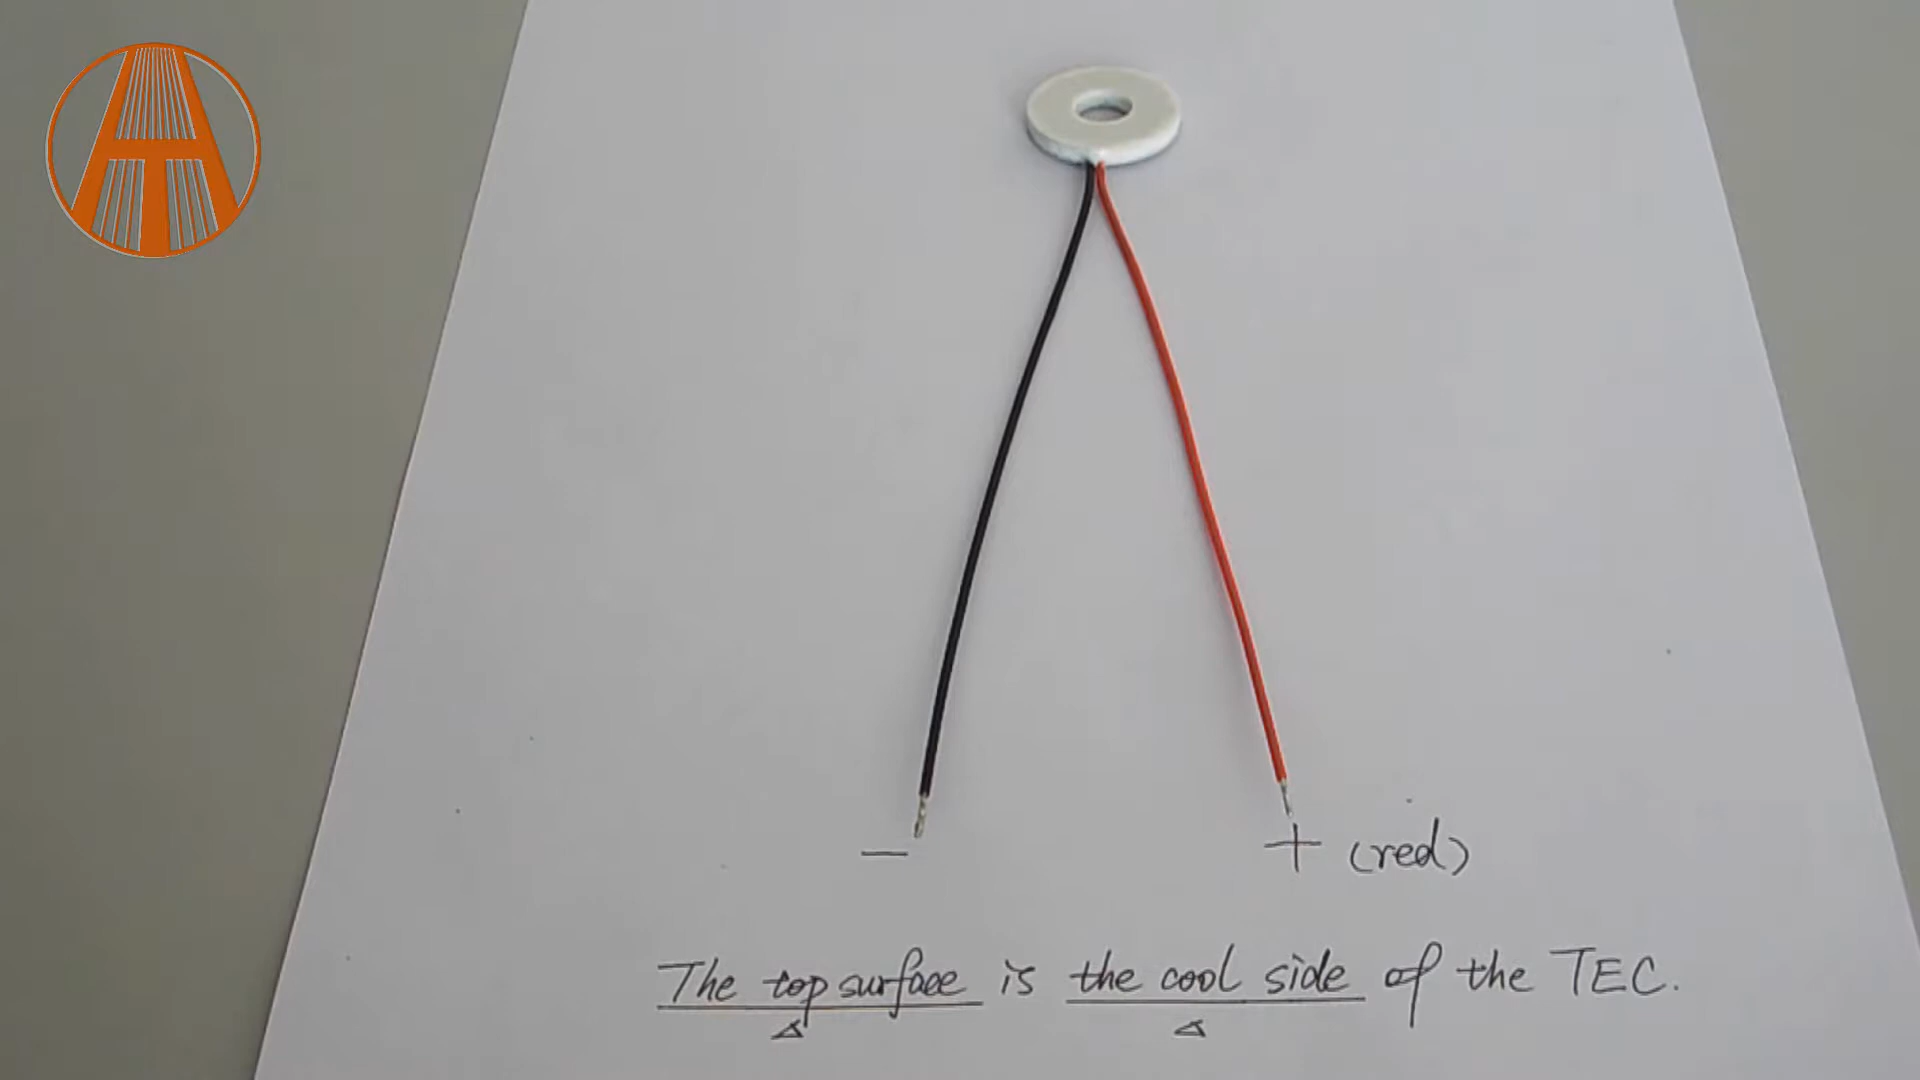 — + (red)
The top surface is the cool side of the TEC.